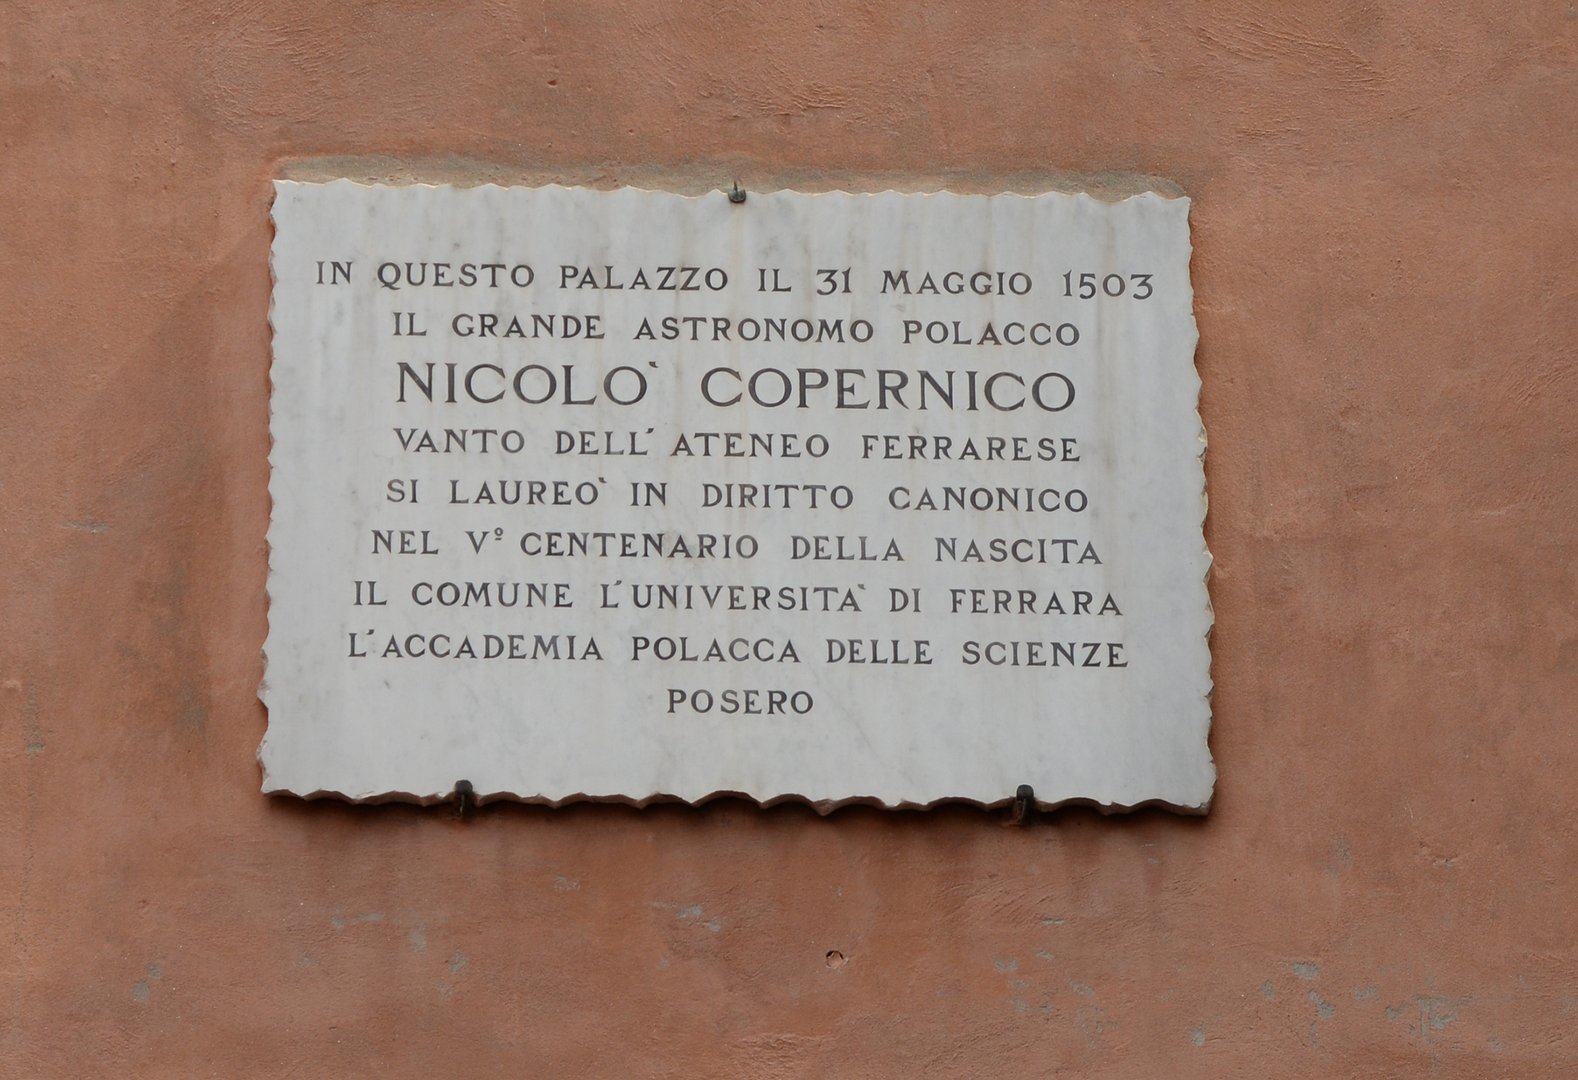 IN QUESTO PALAZZO IL 31 MAGGIO 1503
IL GRANDE ASTRONOMO POLACCO
NICOLO` COPERNICO
VANTO DELL´ATENEO FERRARESE
SI LAUREO` IN DIRITTO CANONICO
NEL Vº CENTENARIO DELLA NASCITA
IL COMUNE L´UNIVERSITA` DI FERRARA
L´ACCADEMIA POLACCA DELLE SCIENZE
POSERO